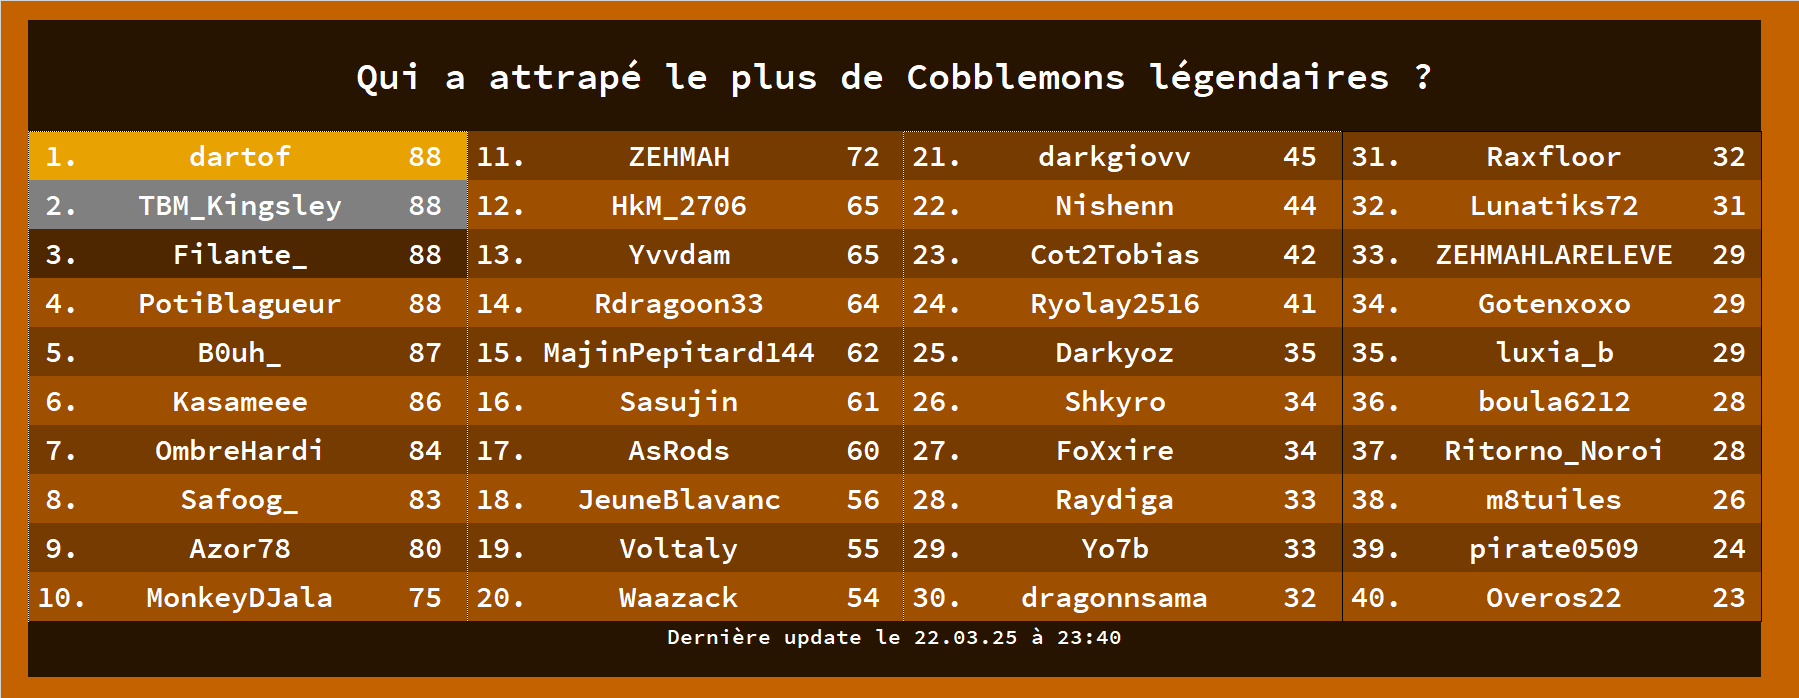 Qui a attrapé le plus de Cobblemons légendaires ?
1. dartof 88
2. TBM_Kingsley 88
3. Filante_ 88
4. PotiBlagueur 88
5. B0uh_ 87
6. Kasameee 86
7. OmbreHardi 84
8. Safoog_ 83
9. Azor78 80
10. MonkeyDJala 75
11. ZEHMAH 72
12. HkM_2706 65
13. Yvvdam 65
14. Rdragoon33 64
15. MajinPepitard144 62
16. Sasujin 61
17. AsRods 60
18. JeuneBlavanc 56
19. Voltaly 55
20. Waazack 54
21. darkgiovv 45
22. Nishenn 44
23. Cot2Tobias 42
24. Ryolay2516 41
25. Darkyoz 35
26. Shkyro 34
27. FoXxire 34
28. Raydiga 33
29. Yo7b 33
30. dragonnsama 32
31. Raxfloor 32
32. Lunatiks72 31
33. ZEHMAHLARELEVE 29
34. Gotenxoxo 29
35. luxia_b 29
36. boula6212 28
37. Ritorno_Noroi 28
38. m8tuiles 26
39. pirate0509 24
40. Overos22 23
Dernière update le 22.03.25 à 23:40